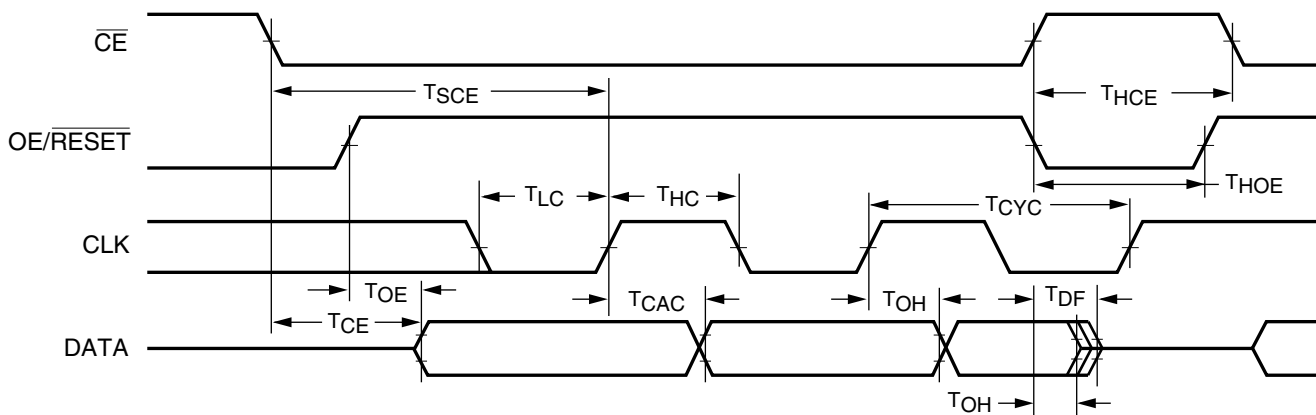 CE
TSCE
THCE
OE/RESET
TLC
THC
TCYC
THOE
CLK
TOE
TCAC
TOH
TDF
TCE
DATA
TOH